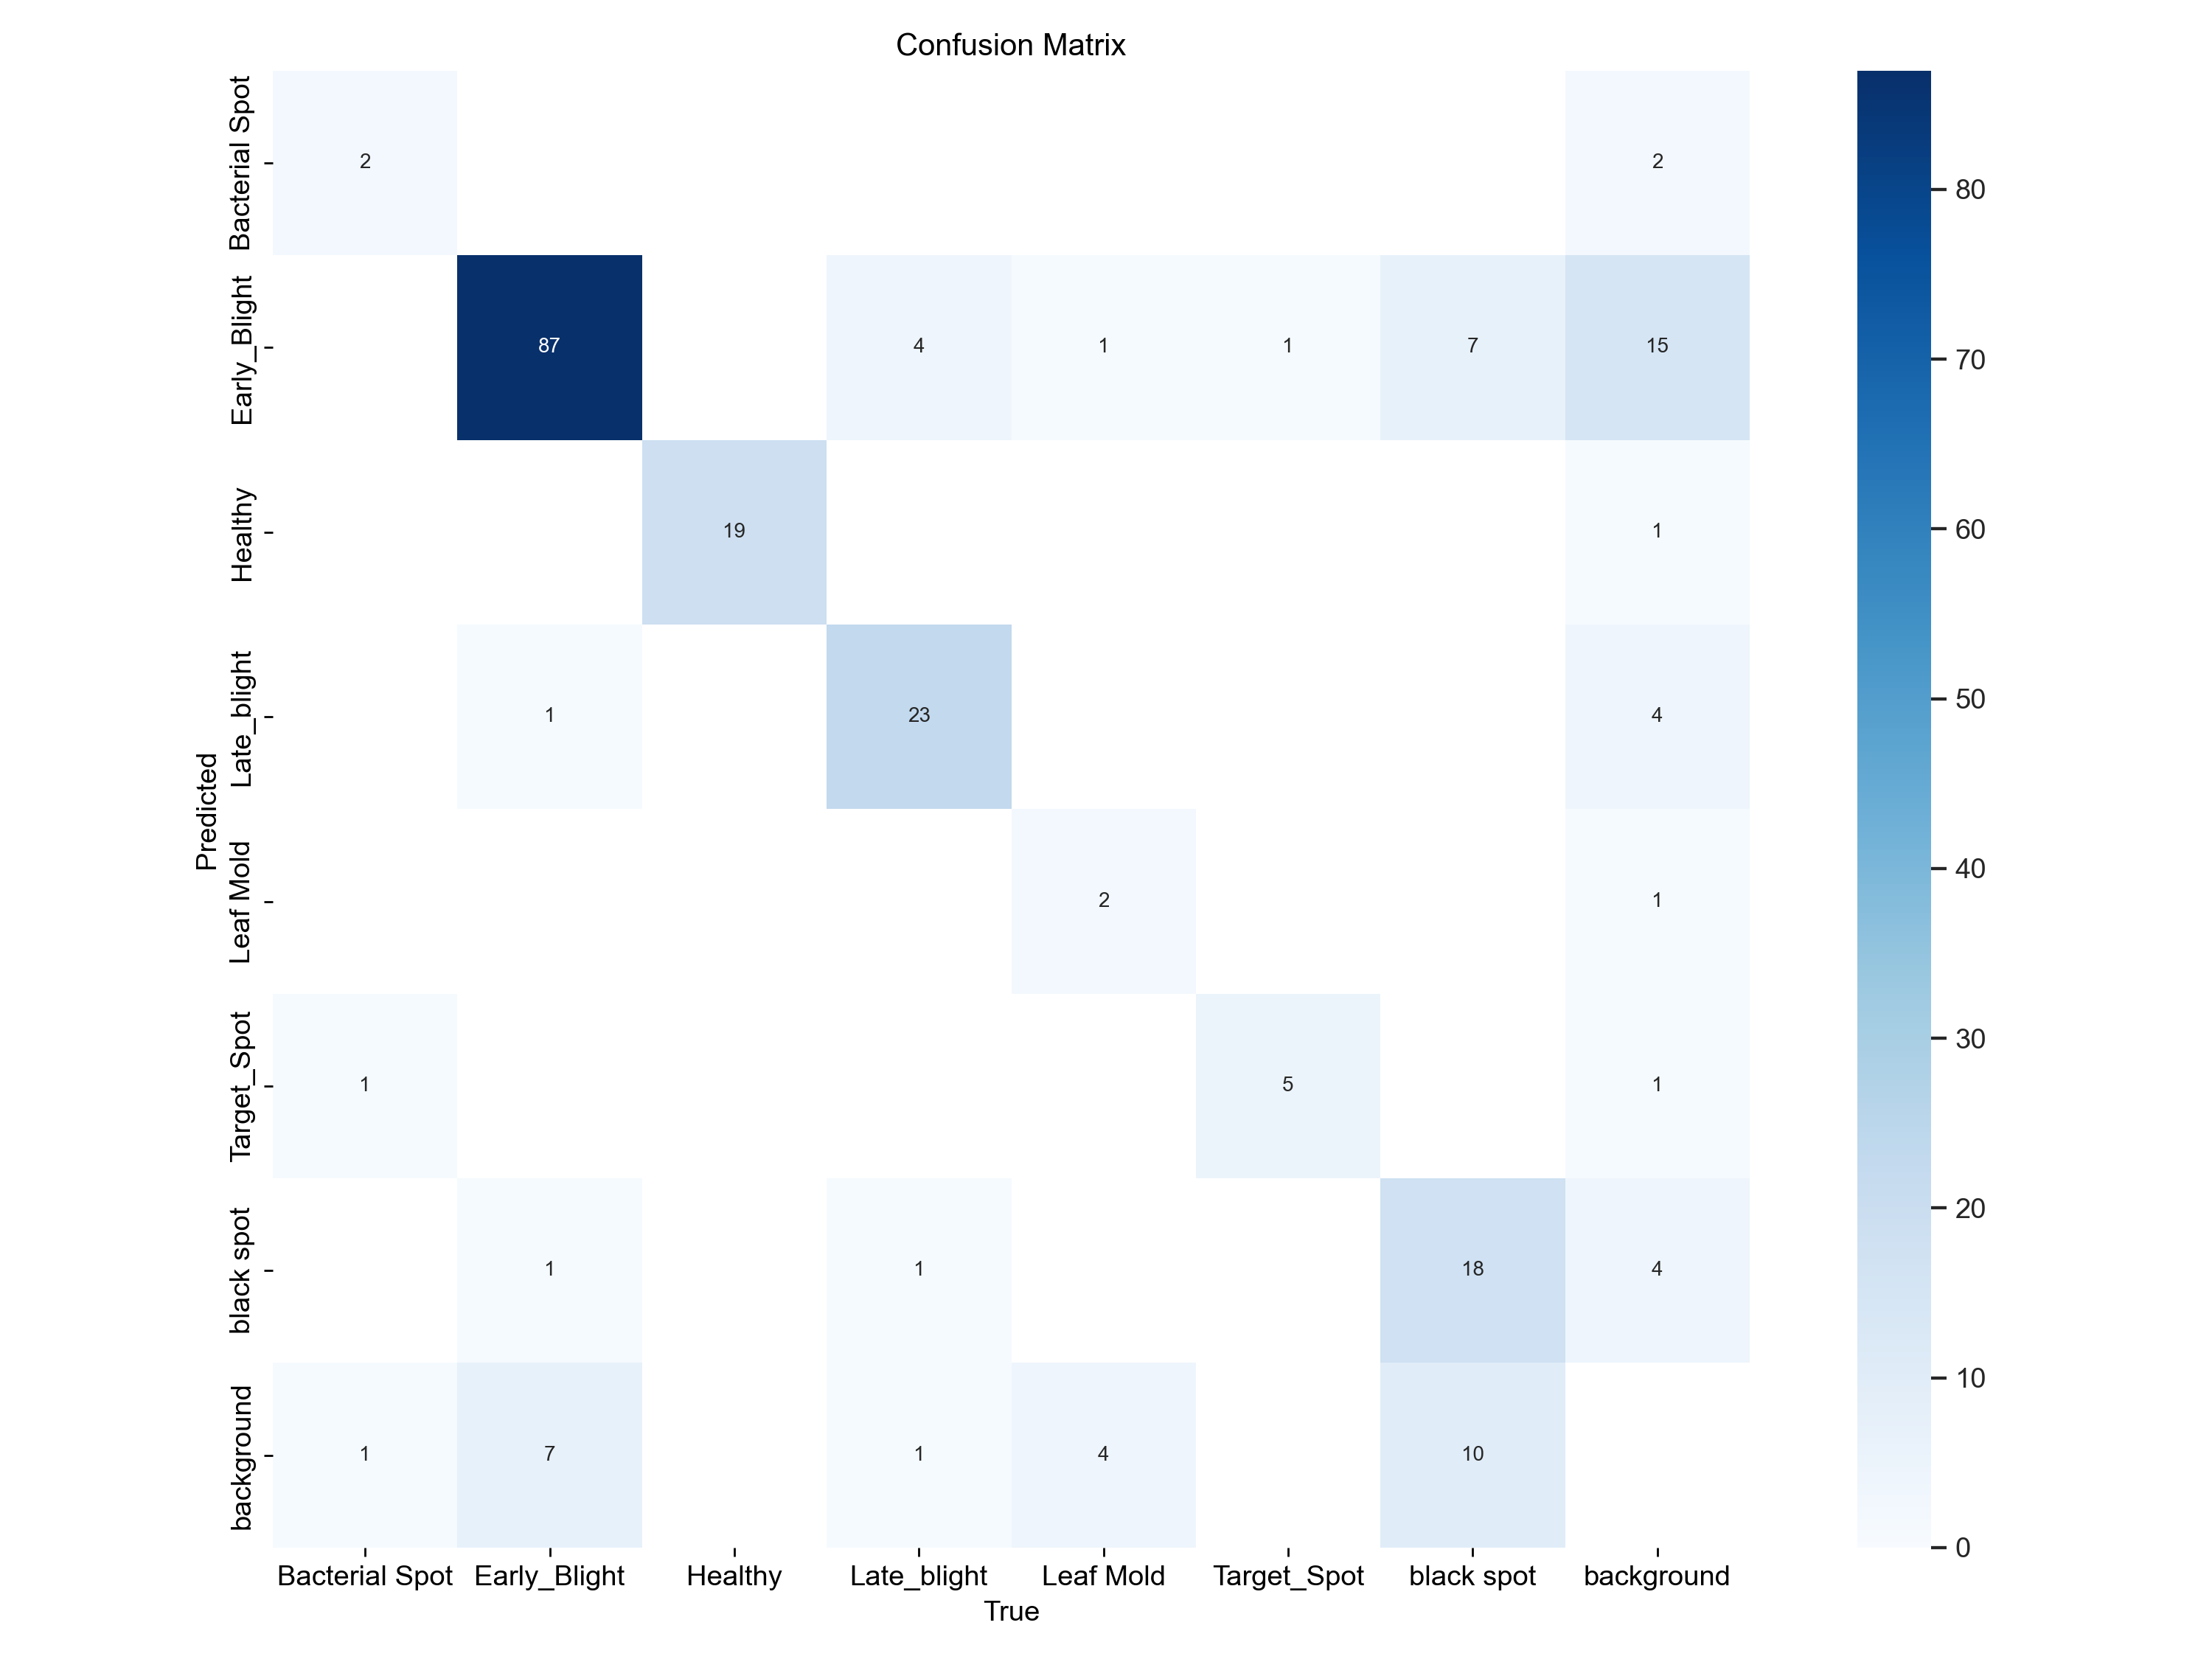 Confusion Matrix
Bacterial Spot
2
2
Early_Blight
87
4
1
1
7
15
Healthy
19
1
Late_blight
1
23
4
Leaf Mold
2
1
Target_Spot
1
5
1
black spot
1
1
18
4
background
1
7
1
4
10
Predicted
Bacterial Spot
Early_Blight
Healthy
Late_blight
Leaf Mold
Target_Spot
black spot
background
True
80
70
60
50
40
30
20
10
0